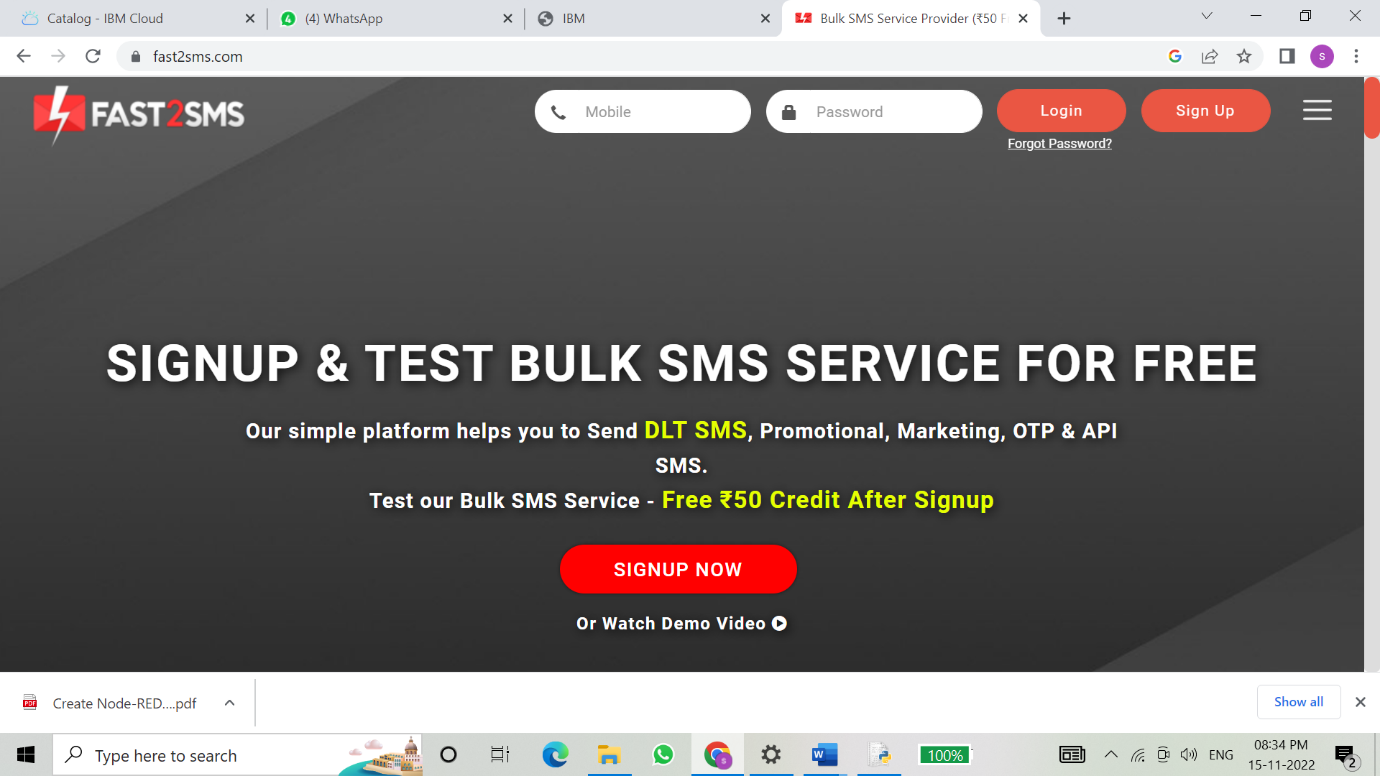 Catalog - IBM Cloud
4 (4) WhatsApp
IBM
Bulk SMS Service Provider (₹50 F
fast2sms.com
s
FAST2SMS
Mobile
Password
Login
Sign Up
Forgot Password?
SIGNUP & TEST BULK SMS SERVICE FOR FREE
Our simple platform helps you to Send DLT SMS, Promotional, Marketing, OTP & API
SMS.
Test our Bulk SMS Service - Free ₹50 Credit After Signup
SIGNUP NOW
Or Watch Demo Video
PDF
Create Node-RED....pdf
Show all
Type here to search
s
W
100%
ENG
08:34 PM
15-11-2022
2